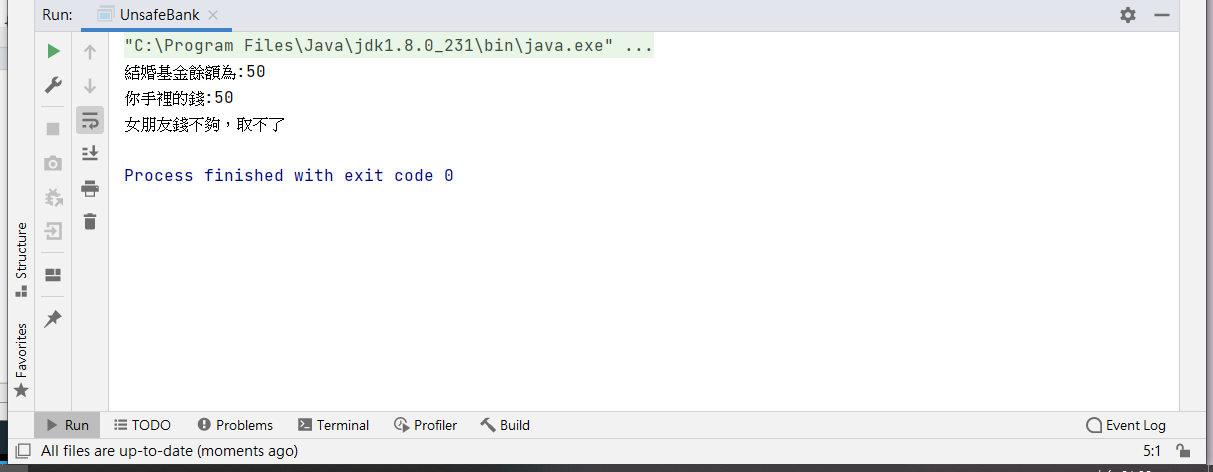 Run: UnsafeBank
"C:\Program Files\Java\jdk1.8.0_231\bin\java.exe" ...
結婚基金餘額為:50
你手裡的錢:50
女朋友錢不夠，取不了
Process finished with exit code 0
Structure
Favorites
Run TODO Problems Terminal Profiler Build Event Log
All files are up-to-date (moments ago) 5:1